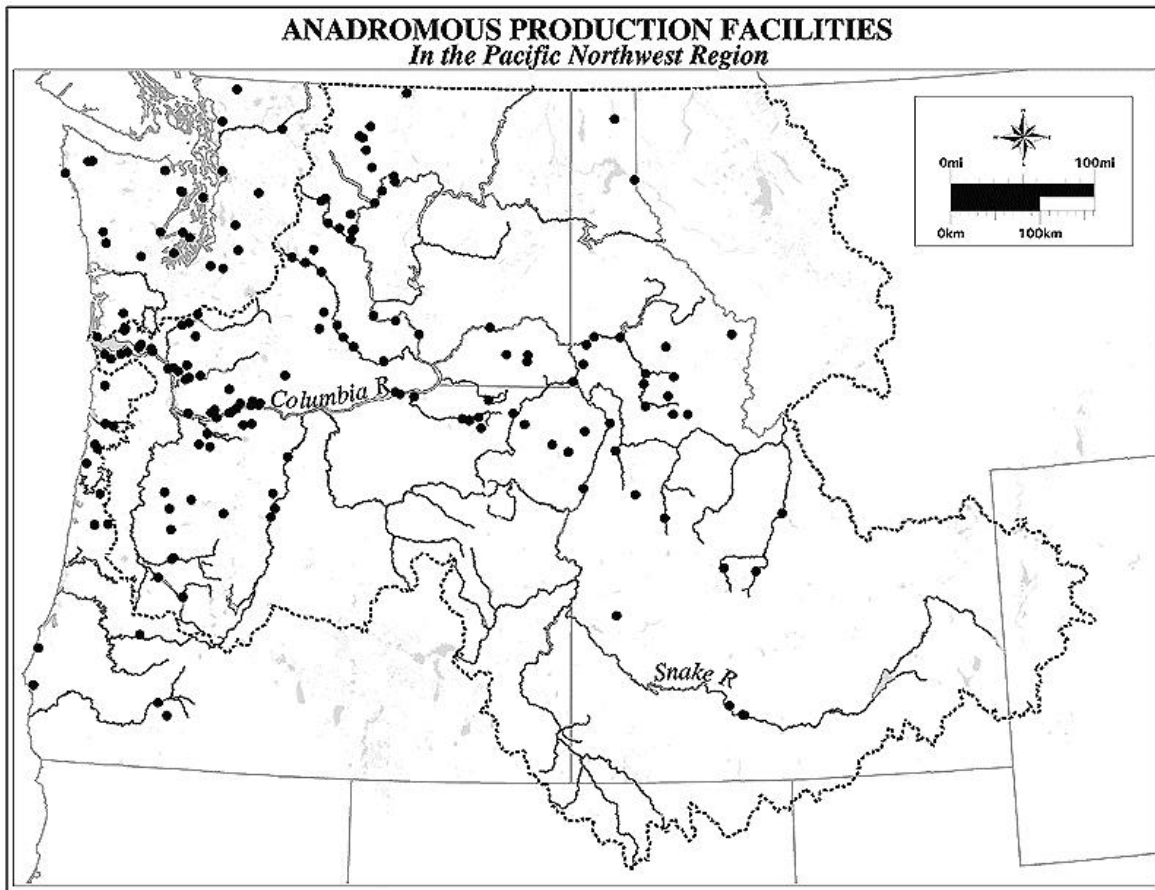 ANADROMOUS PRODUCTION FACILITIES
In the Pacific Northwest Region
N
W E
S
0mi 100mi
0km 100km
Columbia R
Snake R